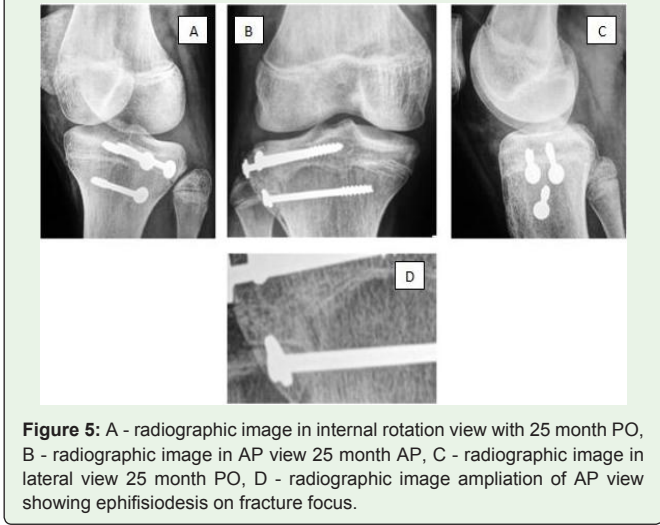 A
B
C
D
Figure 5: A - radiographic image in internal rotation view with 25 month PO,
B - radiographic image in AP view 25 month AP, C - radiographic image in
lateral view 25 month PO, D - radiographic image ampliation of AP view
showing ephifisiodesis on fracture focus.